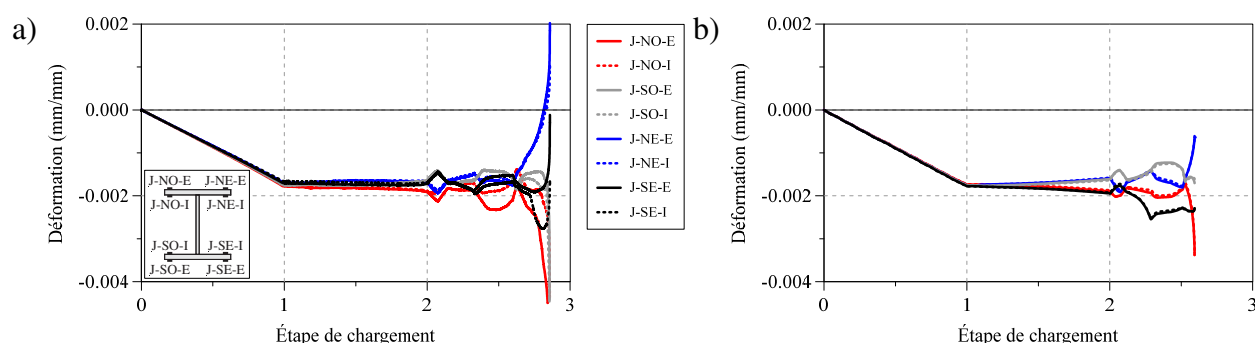 a)
0.002
0.000
-0.002
-0.004
Déformation (mm/mm)
0
1
2
3
Étape de chargement
J-NO-E
J-NE-E
J-NO-I
J-NE-I
J-SO-I
J-SE-I
J-SO-E
J-SE-E
J-NO-E
J-NO-I
J-SO-E
J-SO-I
J-NE-E
J-NE-I
J-SE-E
J-SE-I
b)
0.002
0.000
-0.002
-0.004
Déformation (mm/mm)
0
1
2
3
Étape de chargement